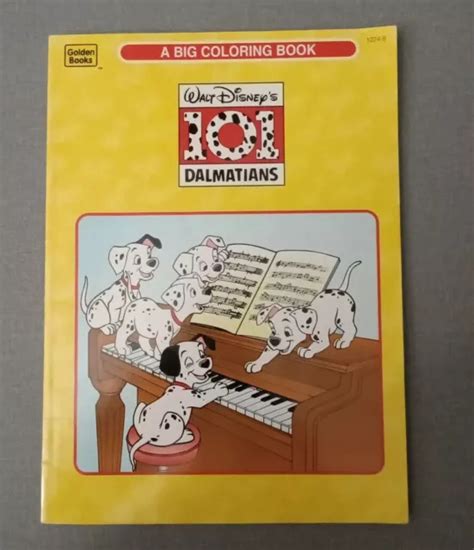 Golden
Books
A BIG COLORING BOOK
WALT DISNEY'S
101
DALMATIANS